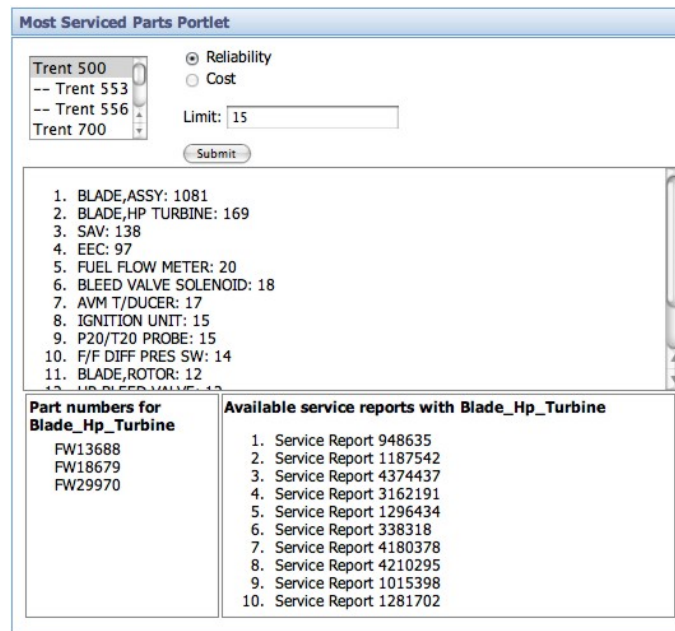 Most Serviced Parts Portlet
Trent 500
-- Trent 553
-- Trent 556
Trent 700
Reliability
Cost
Limit: 15
Submit
1. BLADE,ASSY: 1081
2. BLADE,HP TURBINE: 169
3. SAV: 138
4. EEC: 97
5. FUEL FLOW METER: 20
6. BLEED VALVE SOLENOID: 18
7. AVM T/DUCER: 17
8. IGNITION UNIT: 15
9. P20/T20 PROBE: 15
10. F/F DIFF PRES SW: 14
11. BLADE,ROTOR: 12
12. HP BLEED VALVE: 12
Part numbers for
Blade_Hp_Turbine
FW13688
FW18679
FW29970
Available service reports with Blade_Hp_Turbine
1. Service Report 948635
2. Service Report 1187542
3. Service Report 4374437
4. Service Report 3162191
5. Service Report 1296434
6. Service Report 338318
7. Service Report 4180378
8. Service Report 4210295
9. Service Report 1015398
10. Service Report 1281702